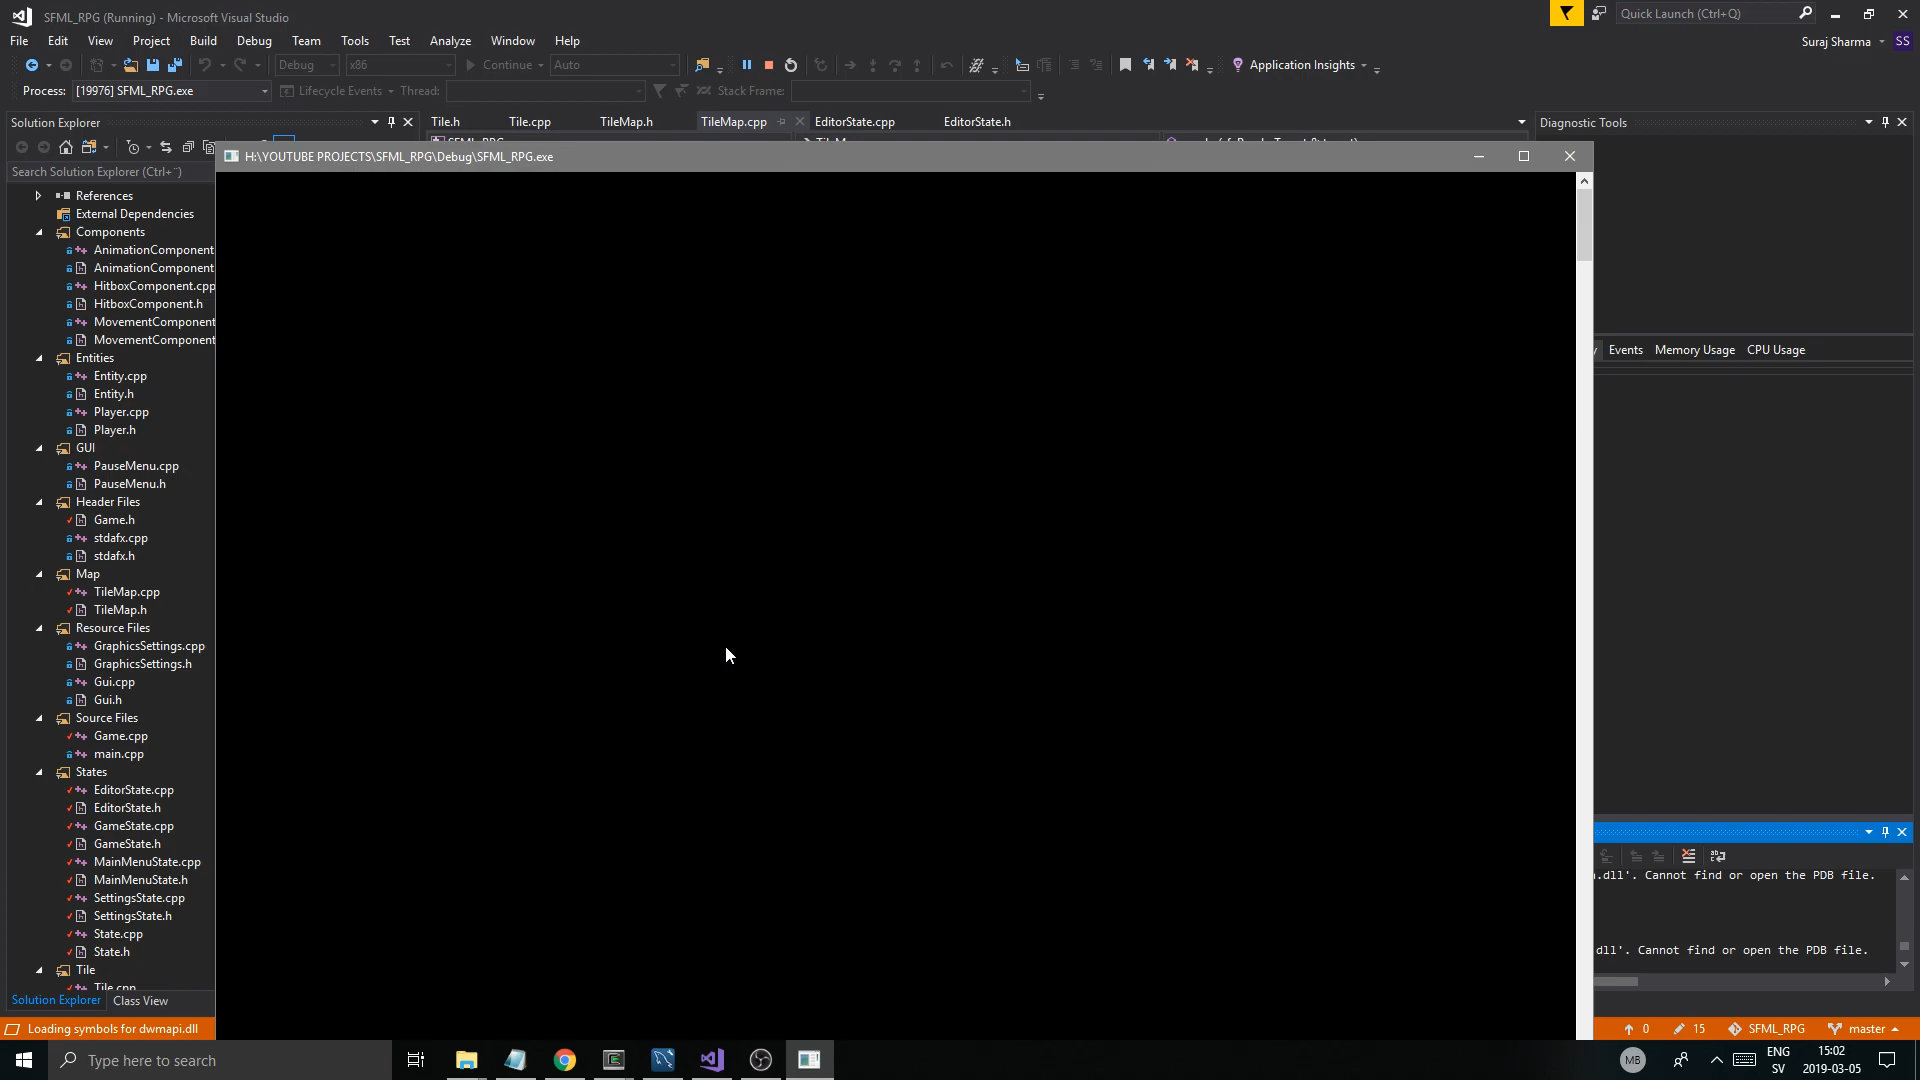 SFML_RPG (Running) - Microsoft Visual Studio
Quick Launch (Ctrl+Q)
File Edit View Project Build Debug Team Tools Test Analyze Window Help
Suraj Sharma SS
Debug x86 Continue Auto Application Insights
Process: [19976] SFML_RPG.exe Lifecycle Events Thread: Stack Frame:
Solution Explorer
Tile.h Tile.cpp TileMap.h TileMap.cpp EditorState.cpp EditorState.h
Diagnostic Tools
H:\YOUTUBE PROJECTS\SFML_RPG\Debug\SFML_RPG.exe
Search Solution Explorer (Ctrl+¨)
References
External Dependencies
Components
AnimationComponent
AnimationComponent
HitboxComponent.cpp
HitboxComponent.h
MovementComponent
MovementComponent
Entities
Entity.cpp
Entity.h
Player.cpp
Player.h
GUI
PauseMenu.cpp
PauseMenu.h
Header Files
Game.h
stdafx.cpp
stdafx.h
Map
TileMap.cpp
TileMap.h
Resource Files
GraphicsSettings.cpp
GraphicsSettings.h
Gui.cpp
Gui.h
Source Files
Game.cpp
main.cpp
States
EditorState.cpp
EditorState.h
GameState.cpp
GameState.h
MainMenuState.cpp
MainMenuState.h
SettingsState.cpp
SettingsState.h
State.cpp
State.h
Tile
Tile.cpp
Solution Explorer Class View
Events Memory Usage CPU Usage
.dll'. Cannot find or open the PDB file.
dll'. Cannot find or open the PDB file.
Loading symbols for dwmapi.dll
0 15 SFML_RPG master
Type here to search
MB
ENG
SV
15:02
2019-03-05